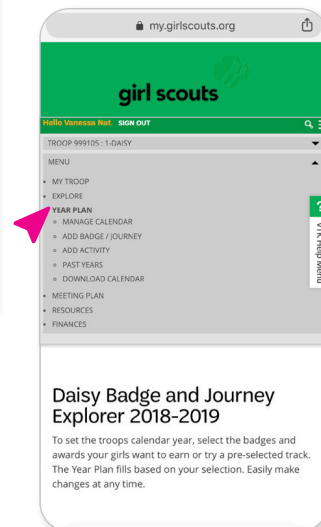 my.girlscouts.org
girl scouts
Hello Vanessa Nat. SIGN OUT
TROOP 999105 : 1-DAISY
MENU
MY TROOP
EXPLORE
YEAR PLAN
MANAGE CALENDAR
ADD BADGE / JOURNEY
ADD ACTIVITY
PAST YEARS
DOWNLOAD CALENDAR
MEETING PLAN
RESOURCES
FINANCES
? VTK Help Menu
Daisy Badge and Journey
Explorer 2018-2019
To set the troops calendar year, select the badges and
awards your girls want to earn or try a pre-selected track.
The Year Plan fills based on your selection. Easily make
changes at any time.